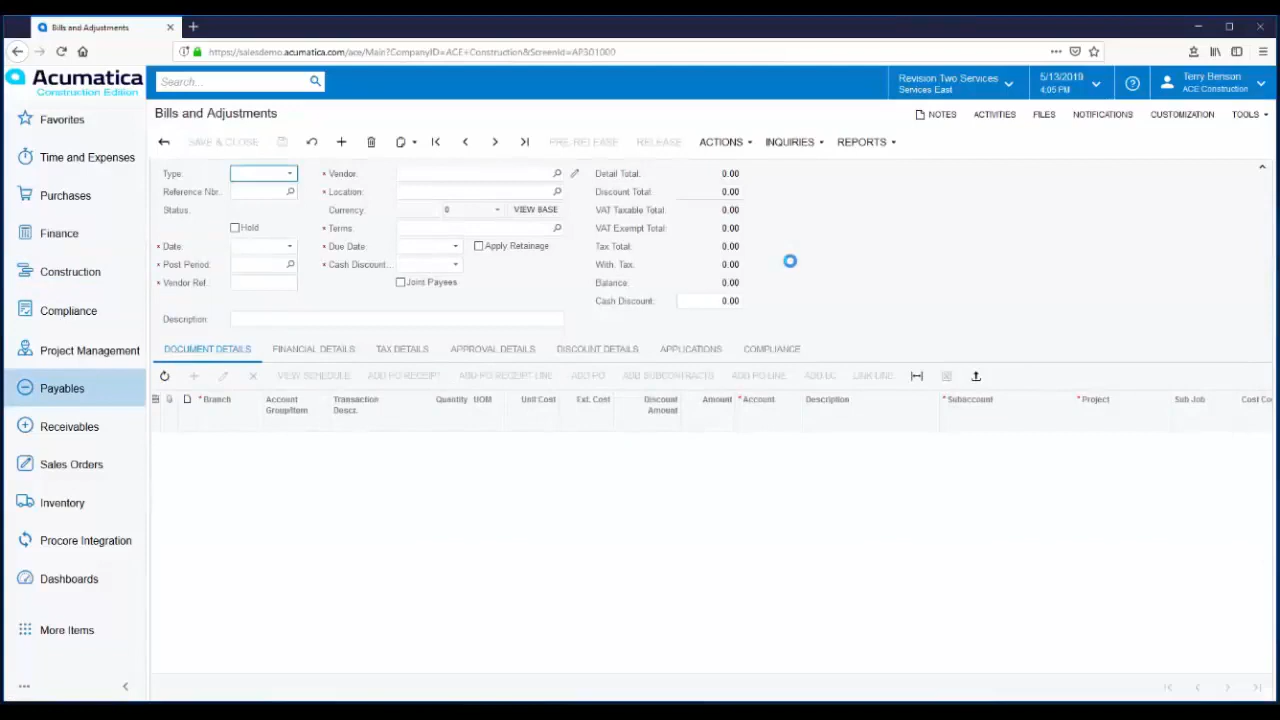 Bills and Adjustments
https://salesdemo.acumatica.com/ace/Main?CompanyID=ACE+Construction&ScreenId=AP301000
Acumatica
Construction Edition
Search...
Revision Two Services
Services East
5/13/2019
4:05 PM
Terry Benson
ACE Construction
Bills and Adjustments
NOTES ACTIVITIES FILES NOTIFICATIONS CUSTOMIZATION TOOLS
SAVE & CLOSE PRE-RELEASE RELEASE ACTIONS INQUIRIES REPORTS
Favorites
Time and Expenses
Purchases
Finance
Construction
Compliance
Project Management
Payables
Receivables
Sales Orders
Inventory
Procore Integration
Dashboards
More Items
Type: * Vendor: Detail Total: 0.00
Reference Nbr.: * Location: Discount Total: 0.00
Status: Currency: 0 VIEW BASE VAT Taxable Total: 0.00
Hold * Terms: VAT Exempt Total: 0.00
* Date: * Due Date: Apply Retainage Tax Total: 0.00
* Post Period: * Cash Discount... With. Tax: 0.00
* Vendor Ref.: Joint Payees Balance: 0.00
Cash Discount: 0.00
Description:
DOCUMENT DETAILS FINANCIAL DETAILS TAX DETAILS APPROVAL DETAILS DISCOUNT DETAILS APPLICATIONS COMPLIANCE
VIEW SCHEDULE ADD PO RECEIPT ADD PO RECEIPT LINE ADD PO ADD SUBCONTRACTS ADD PO LINE ADD LC LINK LINE
* Branch Account Group/Item Transaction Descr. Quantity UOM Unit Cost Ext. Cost Discount Amount Amount * Account Description * Subaccount * Project Sub Job Cost Co